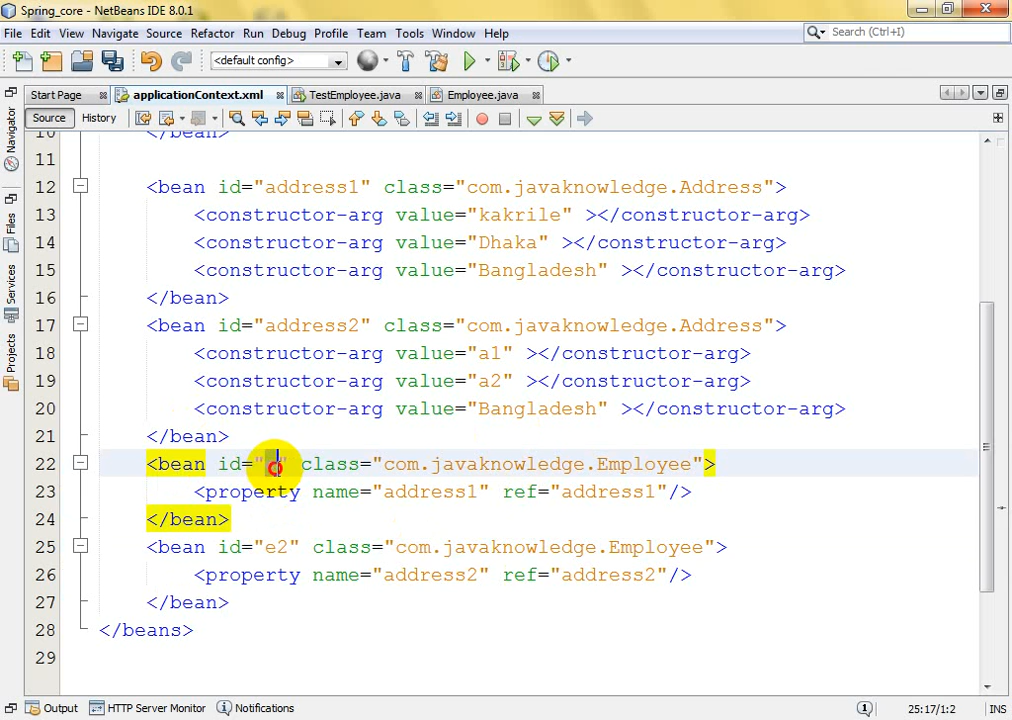 Spring_core - NetBeans IDE 8.0.1
File Edit View Navigate Source Refactor Run Debug Profile Team Tools Window Help
Search (Ctrl+I)
<default config>
Start Page applicationContext.xml TestEmployee.java Employee.java
Source History
Navigator
Files
Services
Projects
10 </bean>
11
12 <bean id="address1" class="com.javaknowledge.Address">
13 <constructor-arg value="kakrile" ></constructor-arg>
14 <constructor-arg value="Dhaka" ></constructor-arg>
15 <constructor-arg value="Bangladesh" ></constructor-arg>
16 </bean>
17 <bean id="address2" class="com.javaknowledge.Address">
18 <constructor-arg value="a1" ></constructor-arg>
19 <constructor-arg value="a2" ></constructor-arg>
20 <constructor-arg value="Bangladesh" ></constructor-arg>
21 </bean>
22 <bean id=" " class="com.javaknowledge.Employee">
23 <property name="address1" ref="address1"/>
24 </bean>
25 <bean id="e2" class="com.javaknowledge.Employee">
26 <property name="address2" ref="address2"/>
27 </bean>
28 </beans>
29
Output HTTP Server Monitor Notifications 25:17/1:2 INS